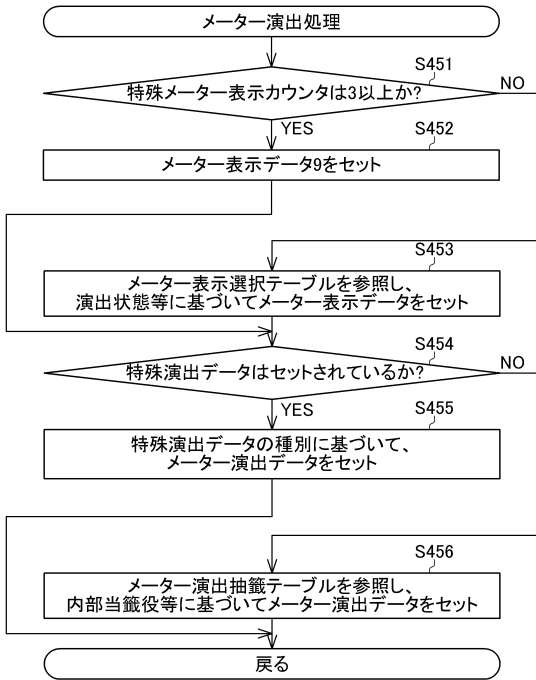 メーター演出処理
S451
特殊メーター表示カウンタは3以上か?
NO
YES
S452
メーター表示データ9をセット
S453
メーター表示選択テーブルを参照し、
演出状態等に基づいてメーター表示データをセット
S454
特殊演出データはセットされているか?
NO
YES
S455
特殊演出データの種別に基づいて、
メーター演出データをセット
S456
メーター演出抽籤テーブルを参照し、
内部当籤役等に基づいてメーター演出データをセット
戻る